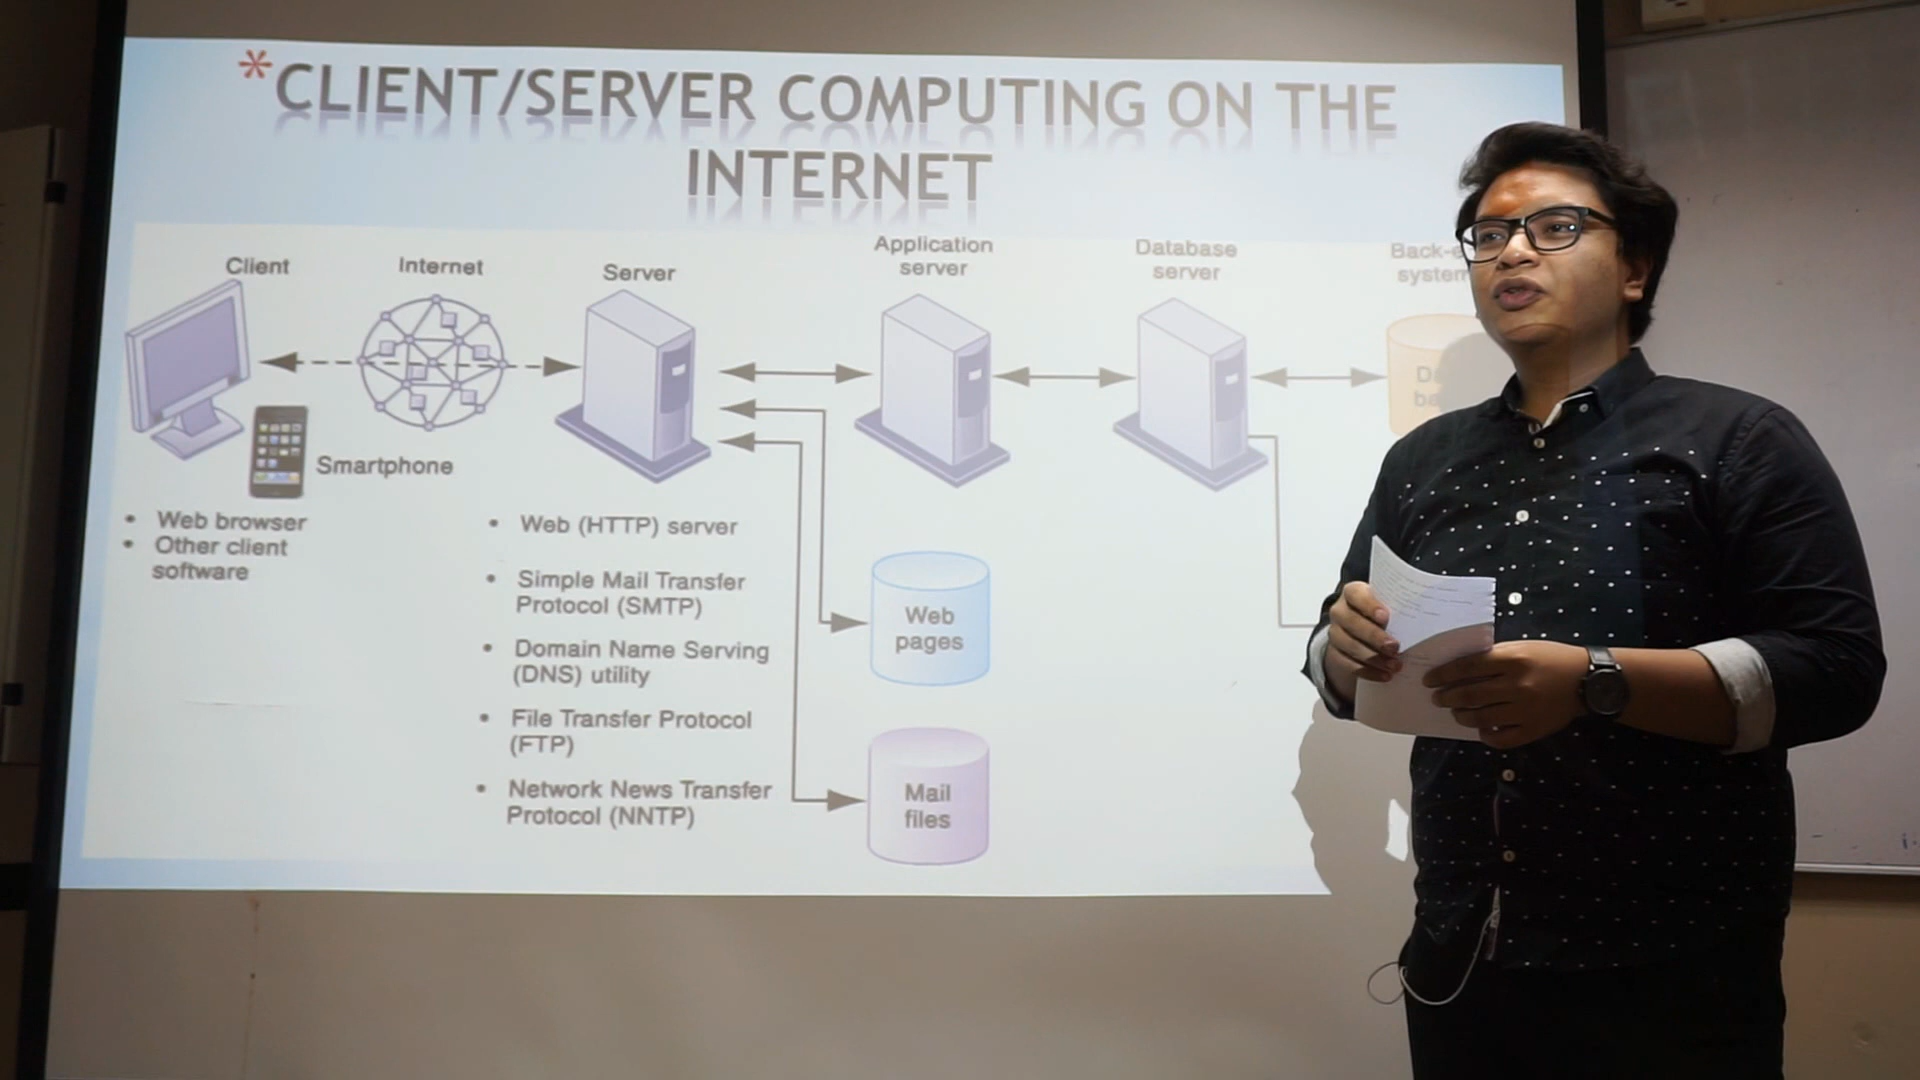 *CLIENT/SERVER COMPUTING ON THE
INTERNET
Client
Internet
Server
Application
server
Database
server
Smartphone
Web browser
Other client
software
Web (HTTP) server
Simple Mail Transfer
Protocol (SMTP)
Domain Name Serving
(DNS) utility
File Transfer Protocol
(FTP)
Network News Transfer
Protocol (NNTP)
Web
pages
Mail
files